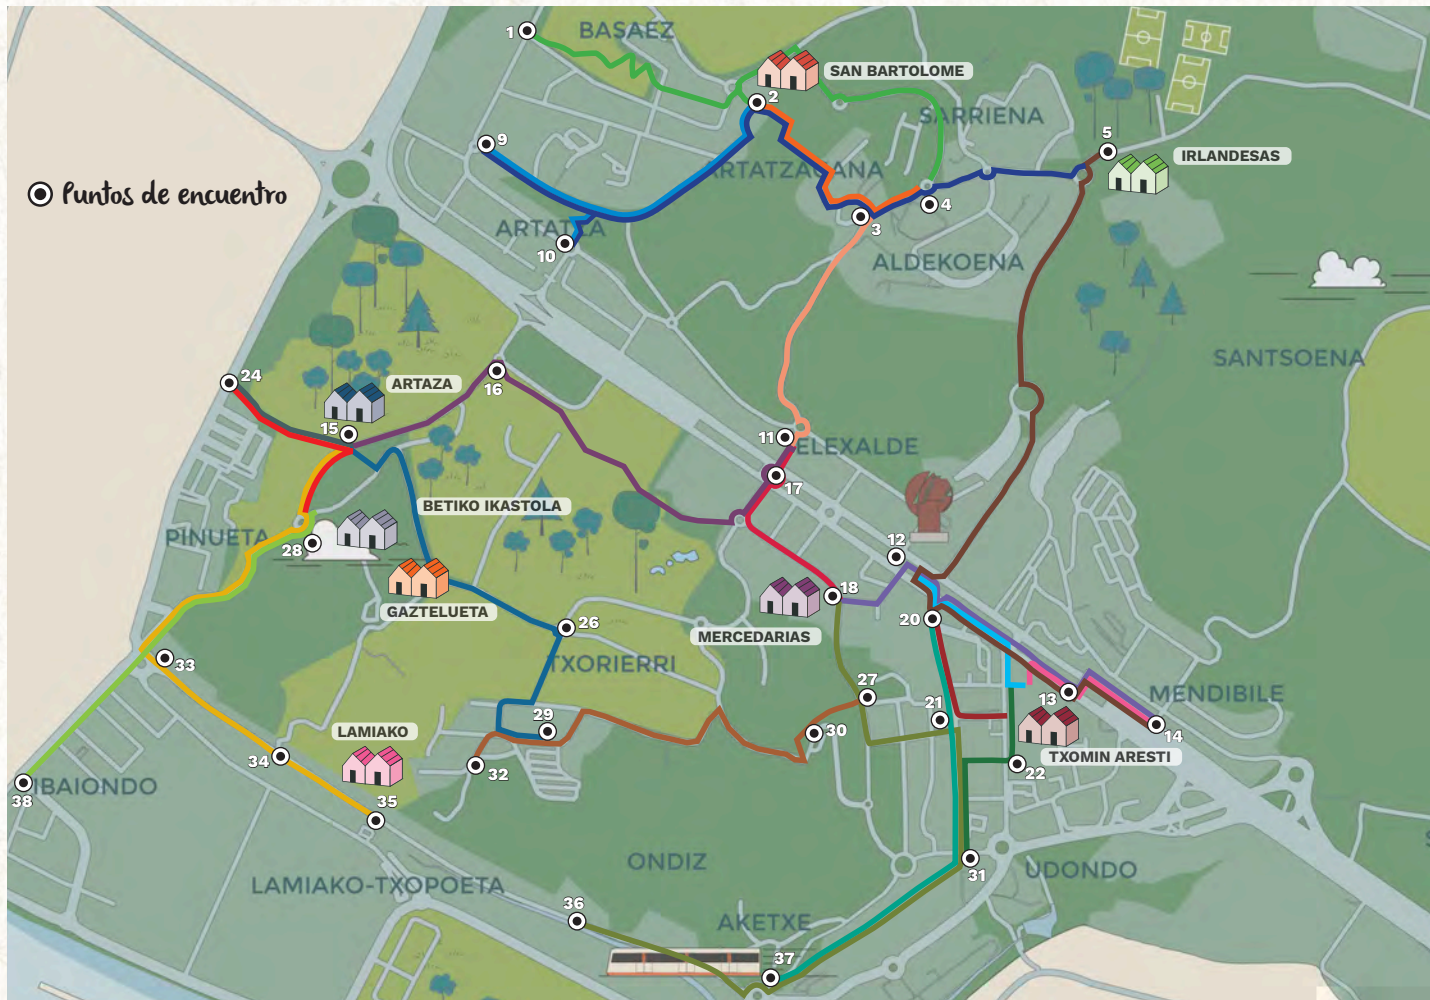 1
BASAEZ
SAN BARTOLOME
2
SARRIENA
5
9
IRLANDESAS
Puntos de encuentro
4
3
ARTATZA
10
ALDEKOENA
SANTSOENA
24
ARTAZA
16
15
11
ELEXALDE
17
BETIKO IKASTOLA
PINUETA
28
12
18
GAZTELUETA
26
20
MERCEDARIAS
33
TXORIERRI
27
13
MENDIBILE
21
29
30
14
LAMIAKO
34
TXOMIN ARESTI
32
22
38
IBAIONDO
35
ONDIZ
31
UDONDO
LAMIAKO-TXOPOETA
36
AKETXE
37